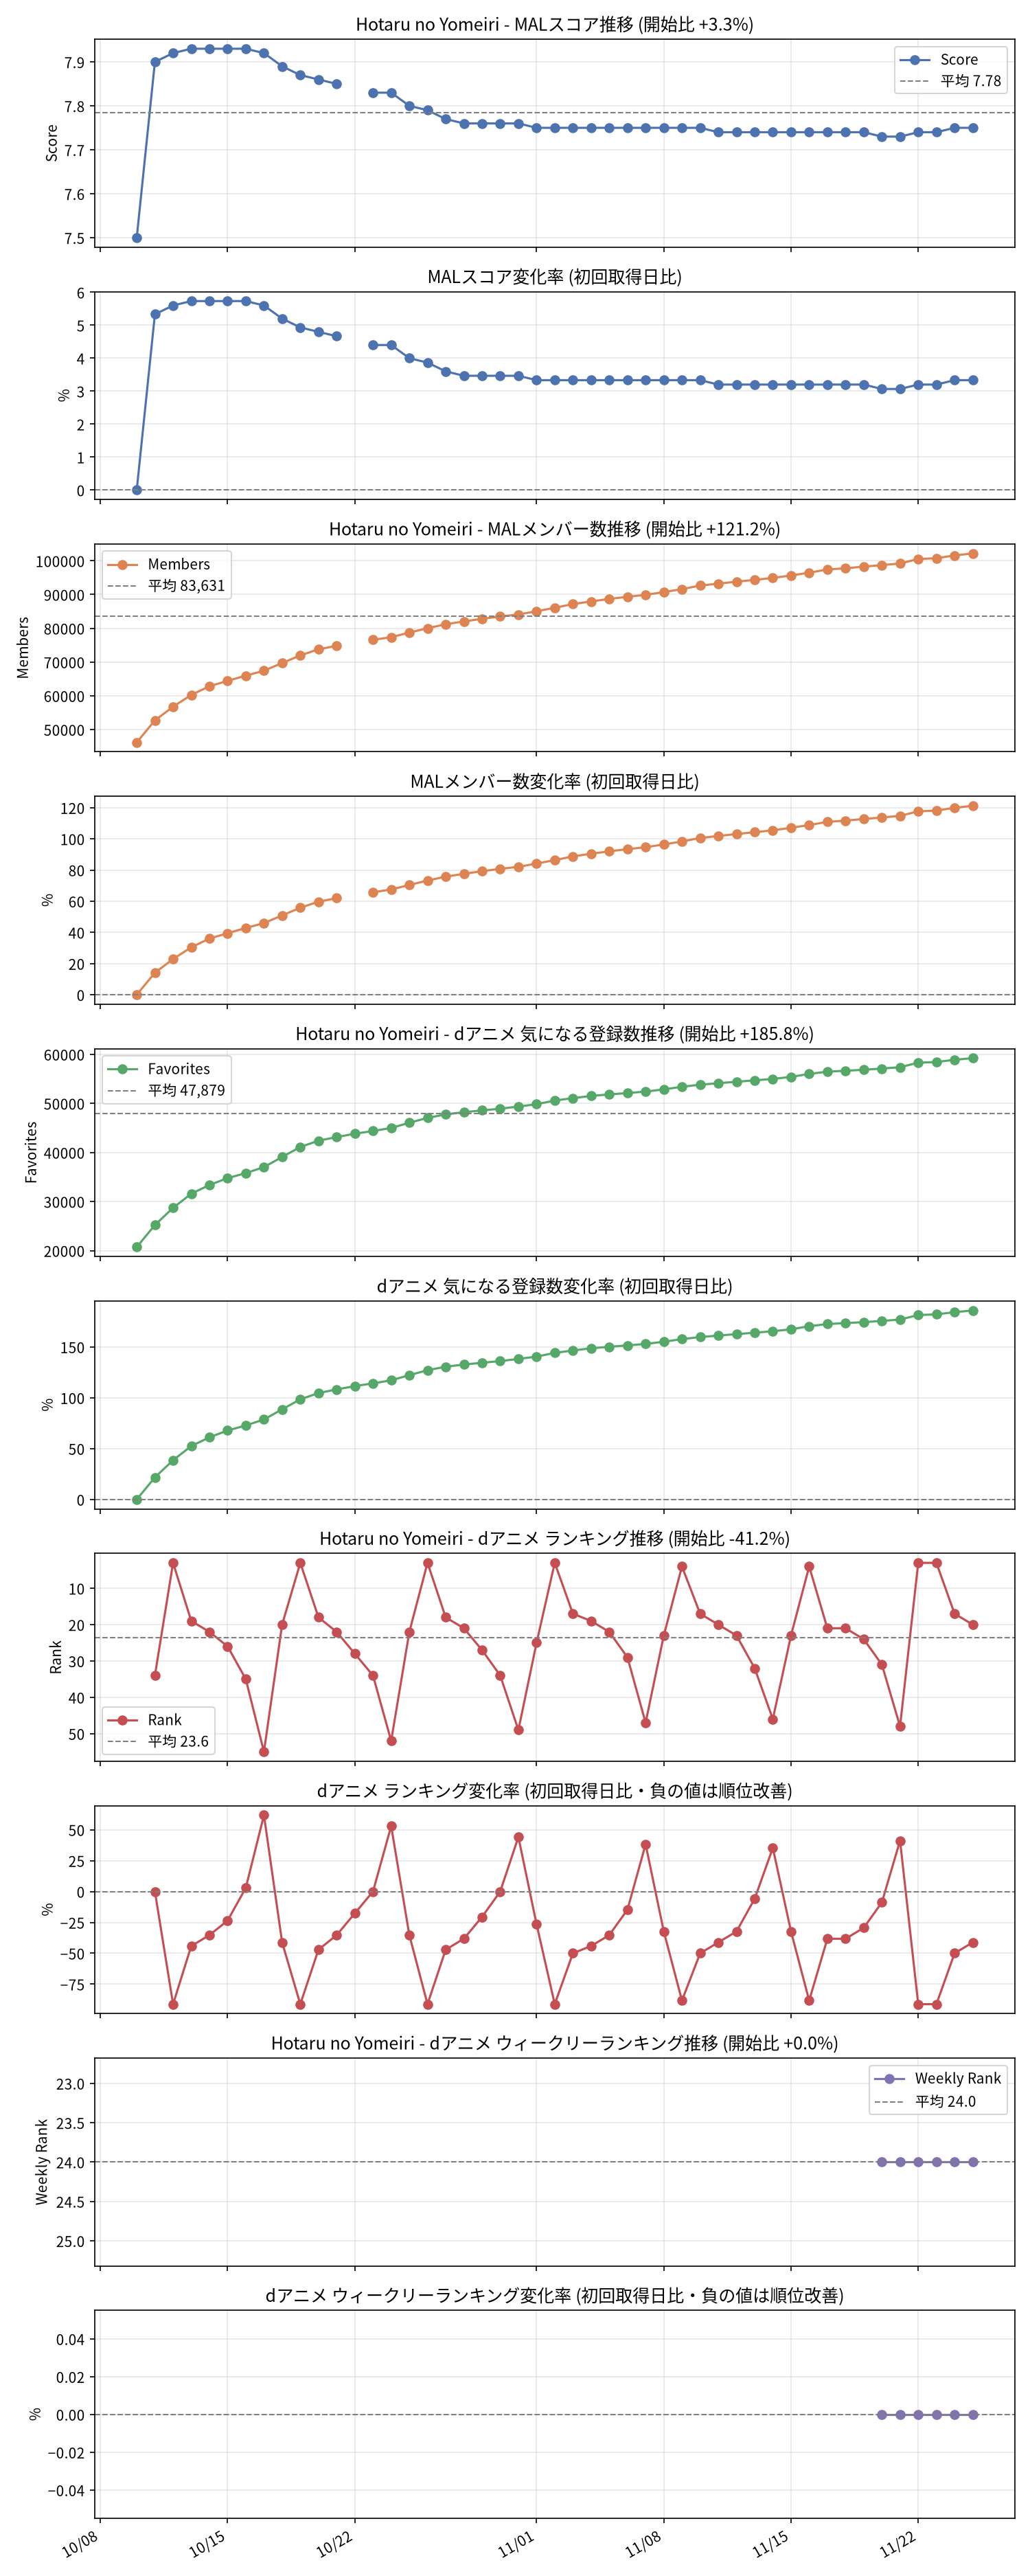 Hotaru no Yomeiri - MALスコア推移 (開始比 +3.3%)
Score
7.9
7.8
7.7
7.6
7.5
Score
平均 7.78
MALスコア変化率 (初回取得日比)
%
6
5
4
3
2
1
0
Hotaru no Yomeiri - MALメンバー数推移 (開始比 +121.2%)
Members
100000
90000
80000
70000
60000
50000
Members
平均 83,631
MALメンバー数変化率 (初回取得日比)
%
120
100
80
60
40
20
0
Hotaru no Yomeiri - dアニメ 気になる登録数推移 (開始比 +185.8%)
Favorites
60000
50000
40000
30000
20000
Favorites
平均 47,879
dアニメ 気になる登録数変化率 (初回取得日比)
%
150
100
50
0
Hotaru no Yomeiri - dアニメ ランキング推移 (開始比 -41.2%)
Rank
10
20
30
40
50
Rank
平均 23.6
dアニメ ランキング変化率 (初回取得日比・負の値は順位改善)
%
50
25
0
−25
−50
−75
Hotaru no Yomeiri - dアニメ ウィークリーランキング推移 (開始比 +0.0%)
Weekly Rank
23.0
23.5
24.0
24.5
25.0
Weekly Rank
平均 24.0
dアニメ ウィークリーランキング変化率 (初回取得日比・負の値は順位改善)
%
0.04
0.02
0.00
−0.02
−0.04
10/08
10/15
10/22
11/01
11/08
11/15
11/22